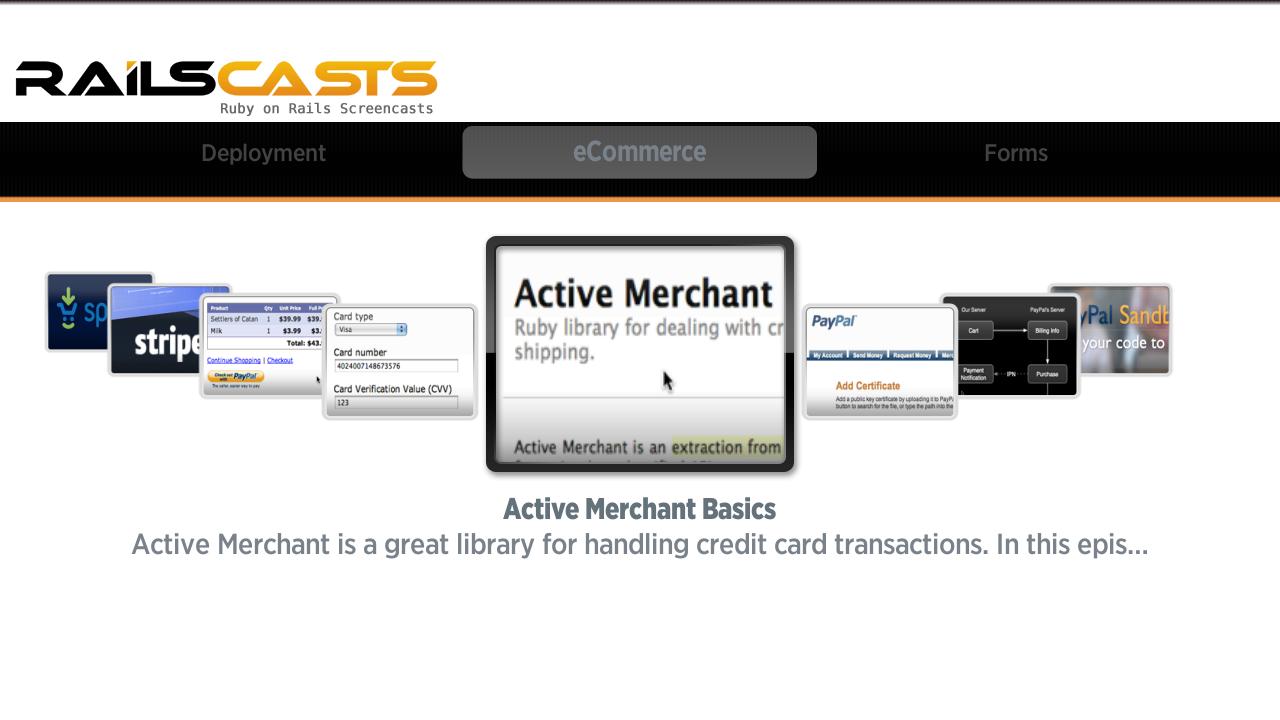 RAILSCASTS
Ruby on Rails Screencasts
Deployment
eCommerce
Forms
sp
stripe
Product Qty Unit Price Full P
Settlers of Catan 1 $39.99 $39.
Milk 1 $3.99 $3.
Total: $43.
Continue Shopping | Checkout
Check out with PayPal
The safer, easier way to pay
Card type
Visa
Card number
4024007148673576
Card Verification Value (CVV)
123
Active Merchant
Ruby library for dealing with cr
shipping.
Active Merchant is an extraction from
PayPal
My Account Send Money Request Money Merc
Add Certificate
Add a public key certificate by uploading it to PayPa
button to search for the file, or type the path into the
Our Server PayPal's Server
Cart Billing Info
Payment Notification IPN Purchase
yPal Sandb
your code to
Active Merchant Basics
Active Merchant is a great library for handling credit card transactions. In this epis...